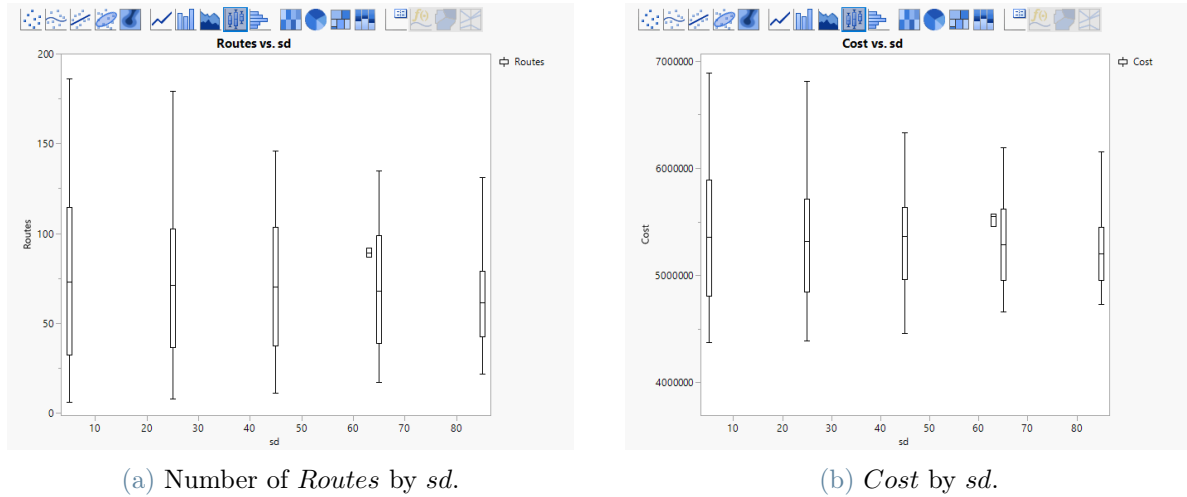 Routes vs. sd
200
150
100
50
0
Routes
10 20 30 40 50 60 70 80
sd
Routes
(a) Number of Routes by sd.
Cost vs. sd
7000000
6000000
5000000
4000000
Cost
10 20 30 40 50 60 70 80
sd
Cost
(b) Cost by sd.